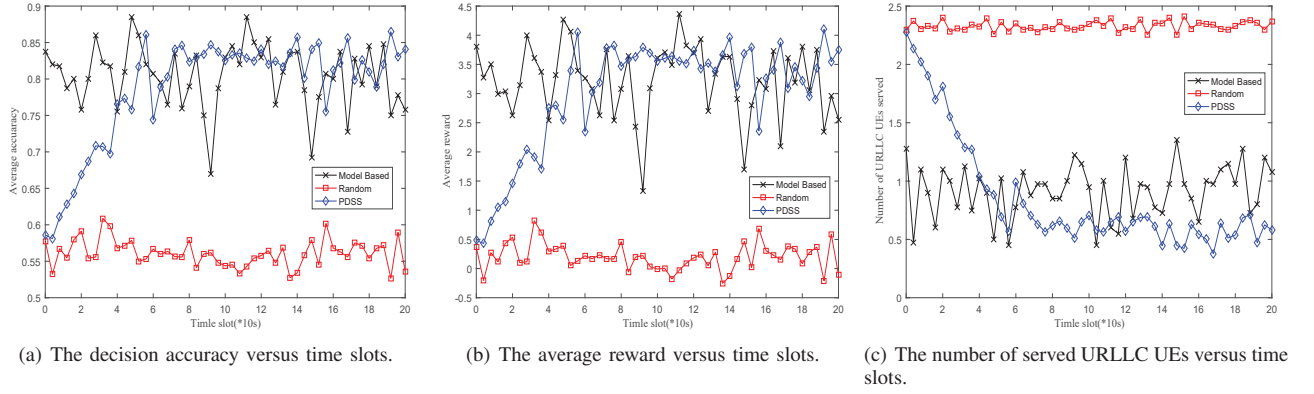 0.9
0.85
0.8
0.75
0.7
0.65
0.6
0.55
0.5
Average accuaracy
0 2 4 6 8 10 12 14 16 18 20
Timle slot(*10s)
Model Based
Random
PDSS
(a) The decision accuracy versus time slots.
4.5
4
3.5
3
2.5
2
1.5
1
0.5
0
-0.5
Average reward
0 2 4 6 8 10 12 14 16 18 20
Timle slot(*10s)
Model Based
Random
PDSS
(b) The average reward versus time slots.
2.5
2
1.5
1
0.5
0
Number of URLLC UEs served
0 2 4 6 8 10 12 14 16 18 20
Timle slot(*10s)
Model Based
Random
PDSS
(c) The number of served URLLC UEs versus time
slots.